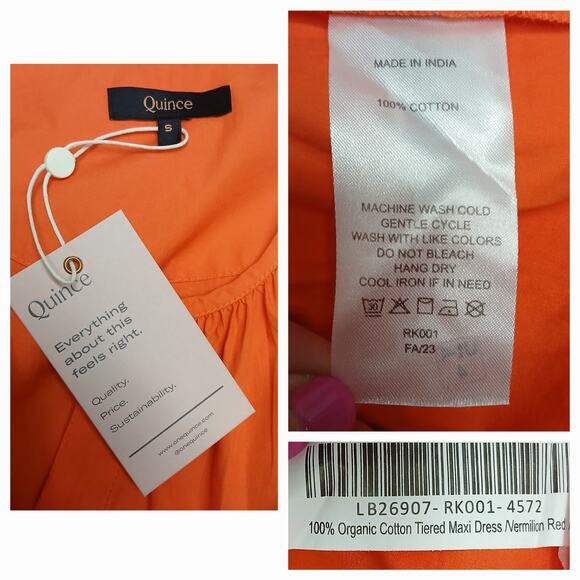 Quince
S
Quince
Everything
about this
feels right.
Quality.
Price.
Sustainability.
www.onequince.com
@onequince
MADE IN INDIA
100% COTTON
MACHINE WASH COLD
GENTLE CYCLE
WASH WITH LIKE COLORS
DO NOT BLEACH
HANG DRY
COOL IRON IF IN NEED
30
RK001
FA/23
LB26907-RK001-4572
100% Organic Cotton Tiered Maxi Dress /Vermilion Red /